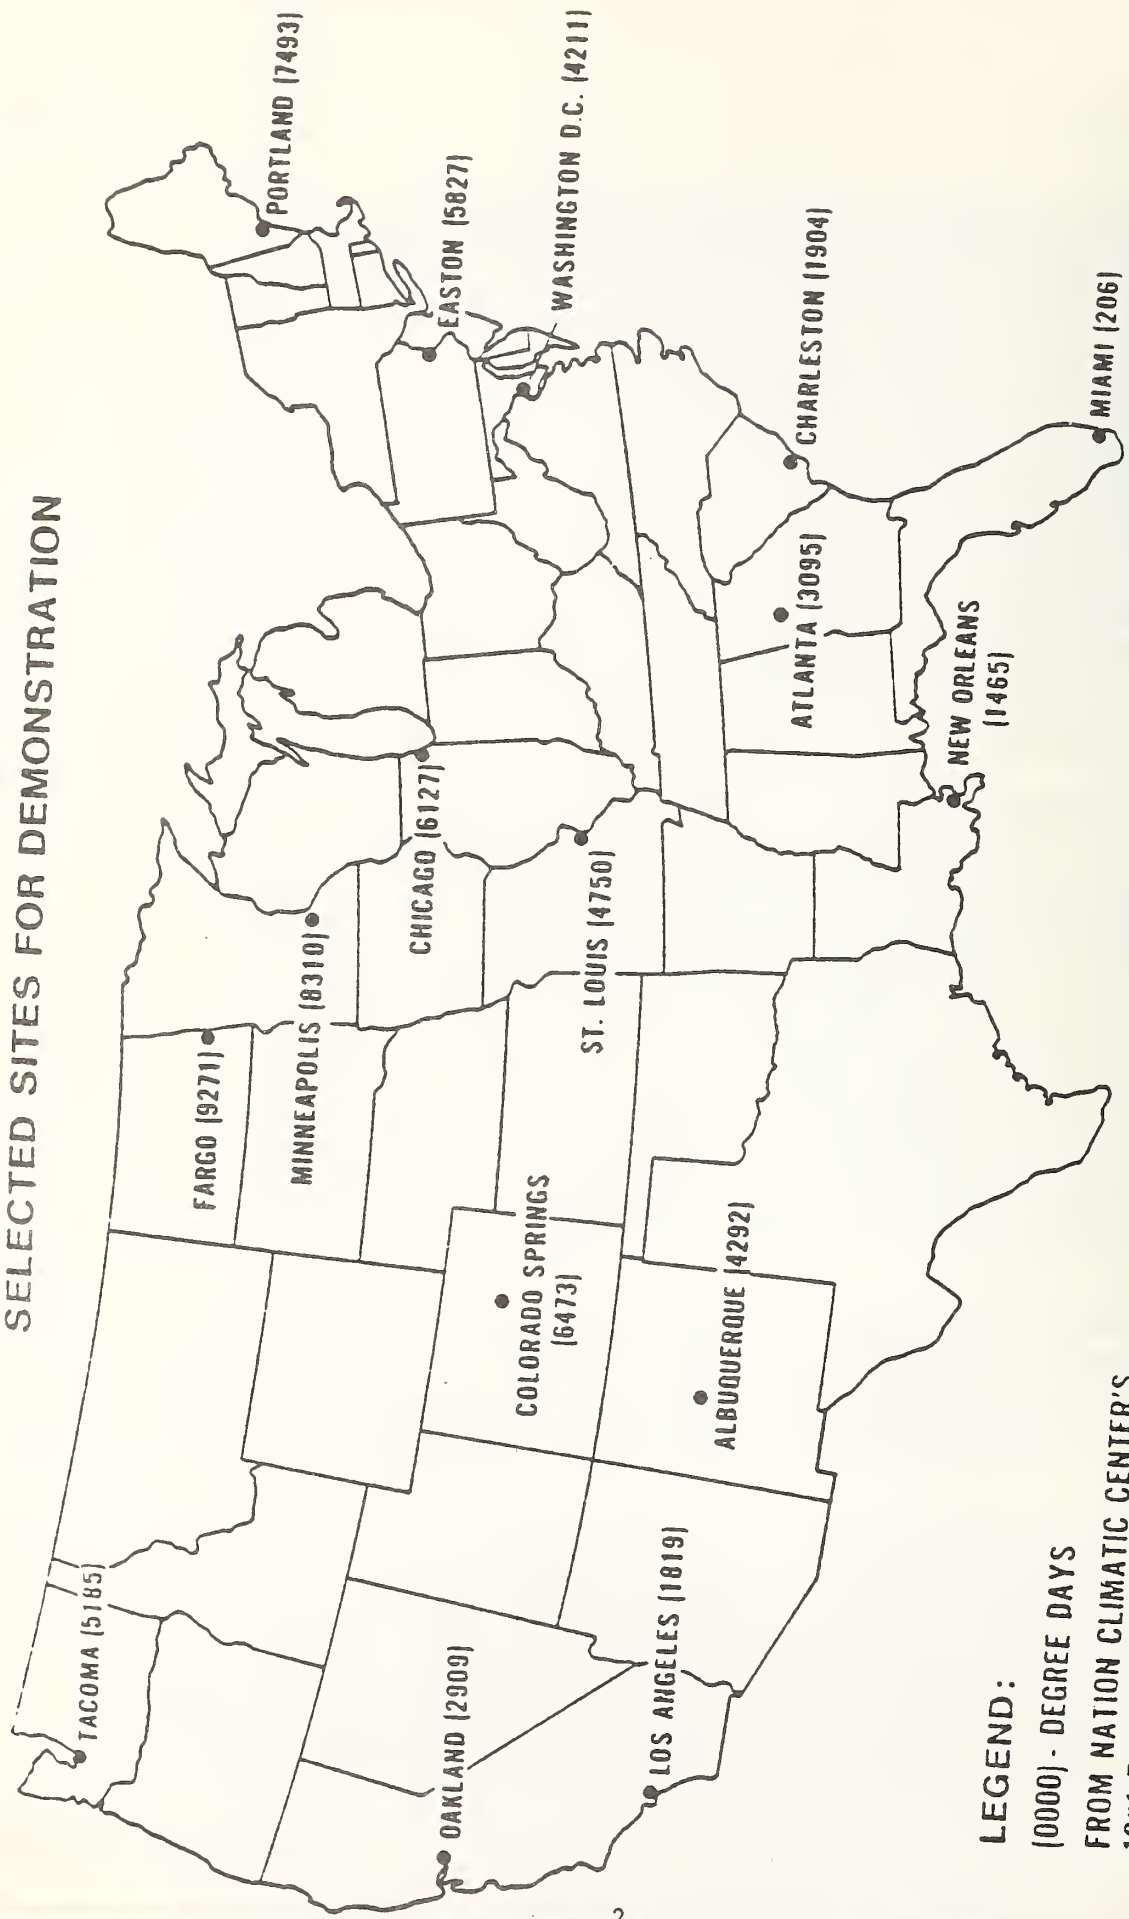 SELECTED SITES FOR DEMONSTRATION
TACOMA (5185)
FARGO (9271)
PORTLAND (7493)
MINNEAPOLIS (8310)
CHICAGO (6127)
EASTON (5827)
OAKLAND (2909)
COLORADO SPRINGS
(6473)
ST. LOUIS (4750)
WASHINGTON D.C. (4211)
LOS ANGELES (1819)
ALBUQUERQUE (4292)
ATLANTA (3095)
CHARLESTON (1904)
NEW ORLEANS
(1465)
MIAMI (206)
LEGEND:
(0000) - DEGREE DAYS
FROM NATION CLIMATIC CENTER'S
2